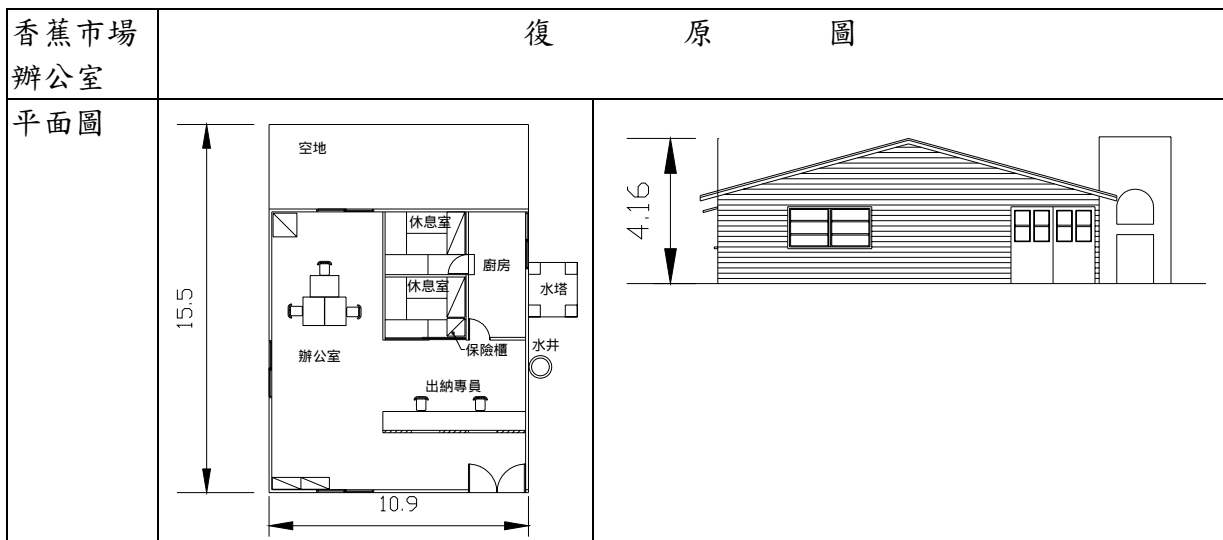 香蕉市場
辦公室
復原圖
平面圖
空地
休息室
廚房
休息室
水塔
保險櫃
水井
辦公室
出納專員
15.5
10.9
4.16